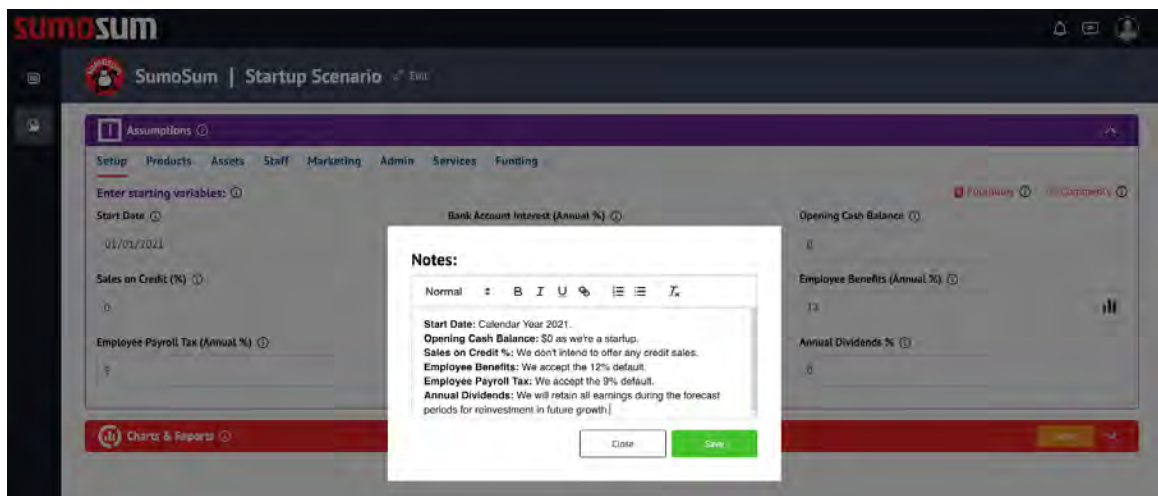 sumosum
SumoSum | Startup Scenario Edit
Assumptions
Setup Products Assets Staff Marketing Admin Services Funding
Enter starting variables:
Start Date Bank Account Interest (Annual %) Opening Cash Balance
01/01/2021 0
Sales on Credit (%) Employee Benefits (Annual %)
0
Employee Payroll Tax (Annual %) Annual Dividends %
9 0
Notes:
Normal B I U
Start Date: Calendar Year 2021.
Opening Cash Balance: $0 as we're a startup.
Sales on Credit %: We don't intend to offer any credit sales.
Employee Benefits: We accept the 12% default.
Employee Payroll Tax: We accept the 9% default.
Annual Dividends: We will retain all earnings during the forecast
periods for reinvestment in future growth.
Close Save
Charts & Reports